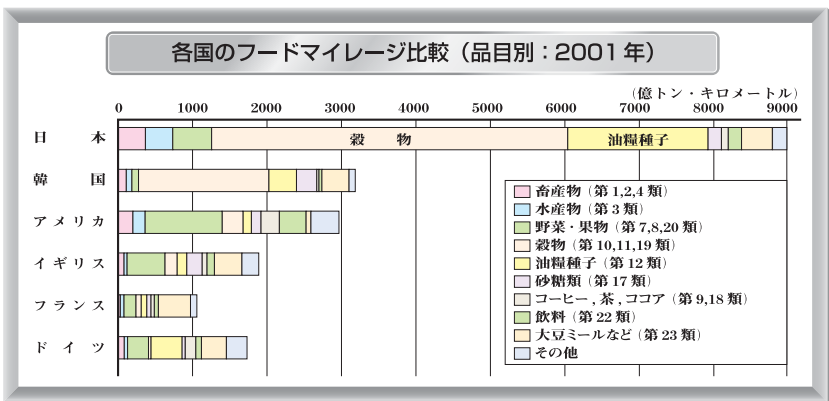 各国のフードマイレージ比較（品目別：2001年）
（億トン・キロメートル）
0 1000 2000 3000 4000 5000 6000 7000 8000 9000
日本 穀物 油糧種子
韓国
アメリカ
イギリス
フランス
ドイツ
畜産物（第1,2,4類）
水産物（第3類）
野菜・果物（第7,8,20類）
穀物（第10,11,19類）
油糧種子（第12類）
砂糖類（第17類）
コーヒー，茶，ココア（第9,18類）
飲料（第22類）
大豆ミールなど（第23類）
その他